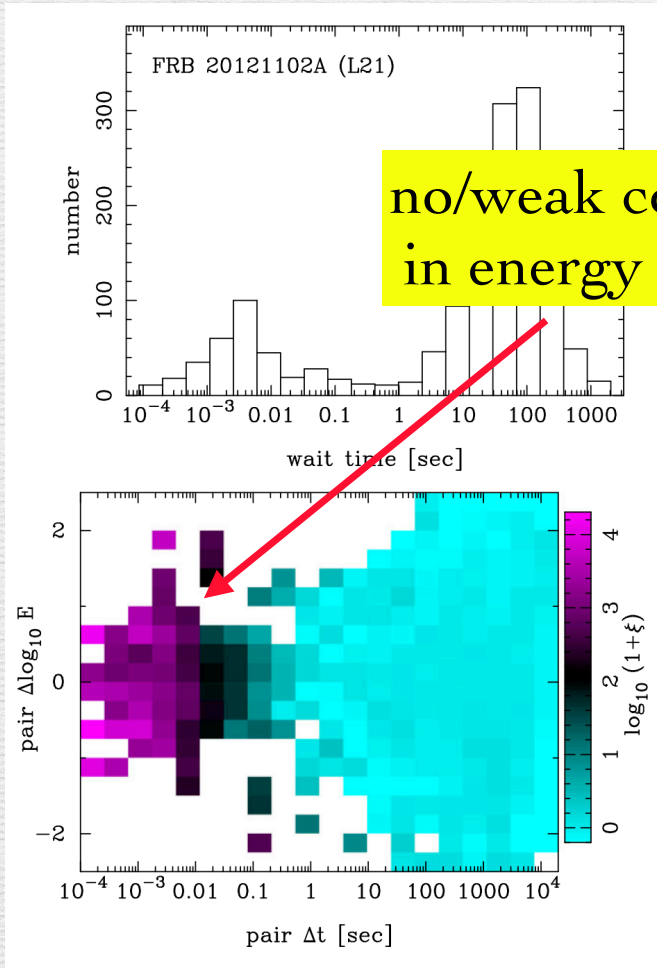 FRB 20121102A (L21)
number
0
100
200
300
no/weak
in energy
10⁻⁴ 10⁻³ 0.01 0.1 1 10 100 1000
wait time [sec]
pair Δlog₁₀ E
2
0
−2
10⁻⁴ 10⁻³ 0.01 0.1 1 10 100 1000 10⁴
pair Δt [sec]
0 1 2 3 4
log₁₀ (1+ξ)